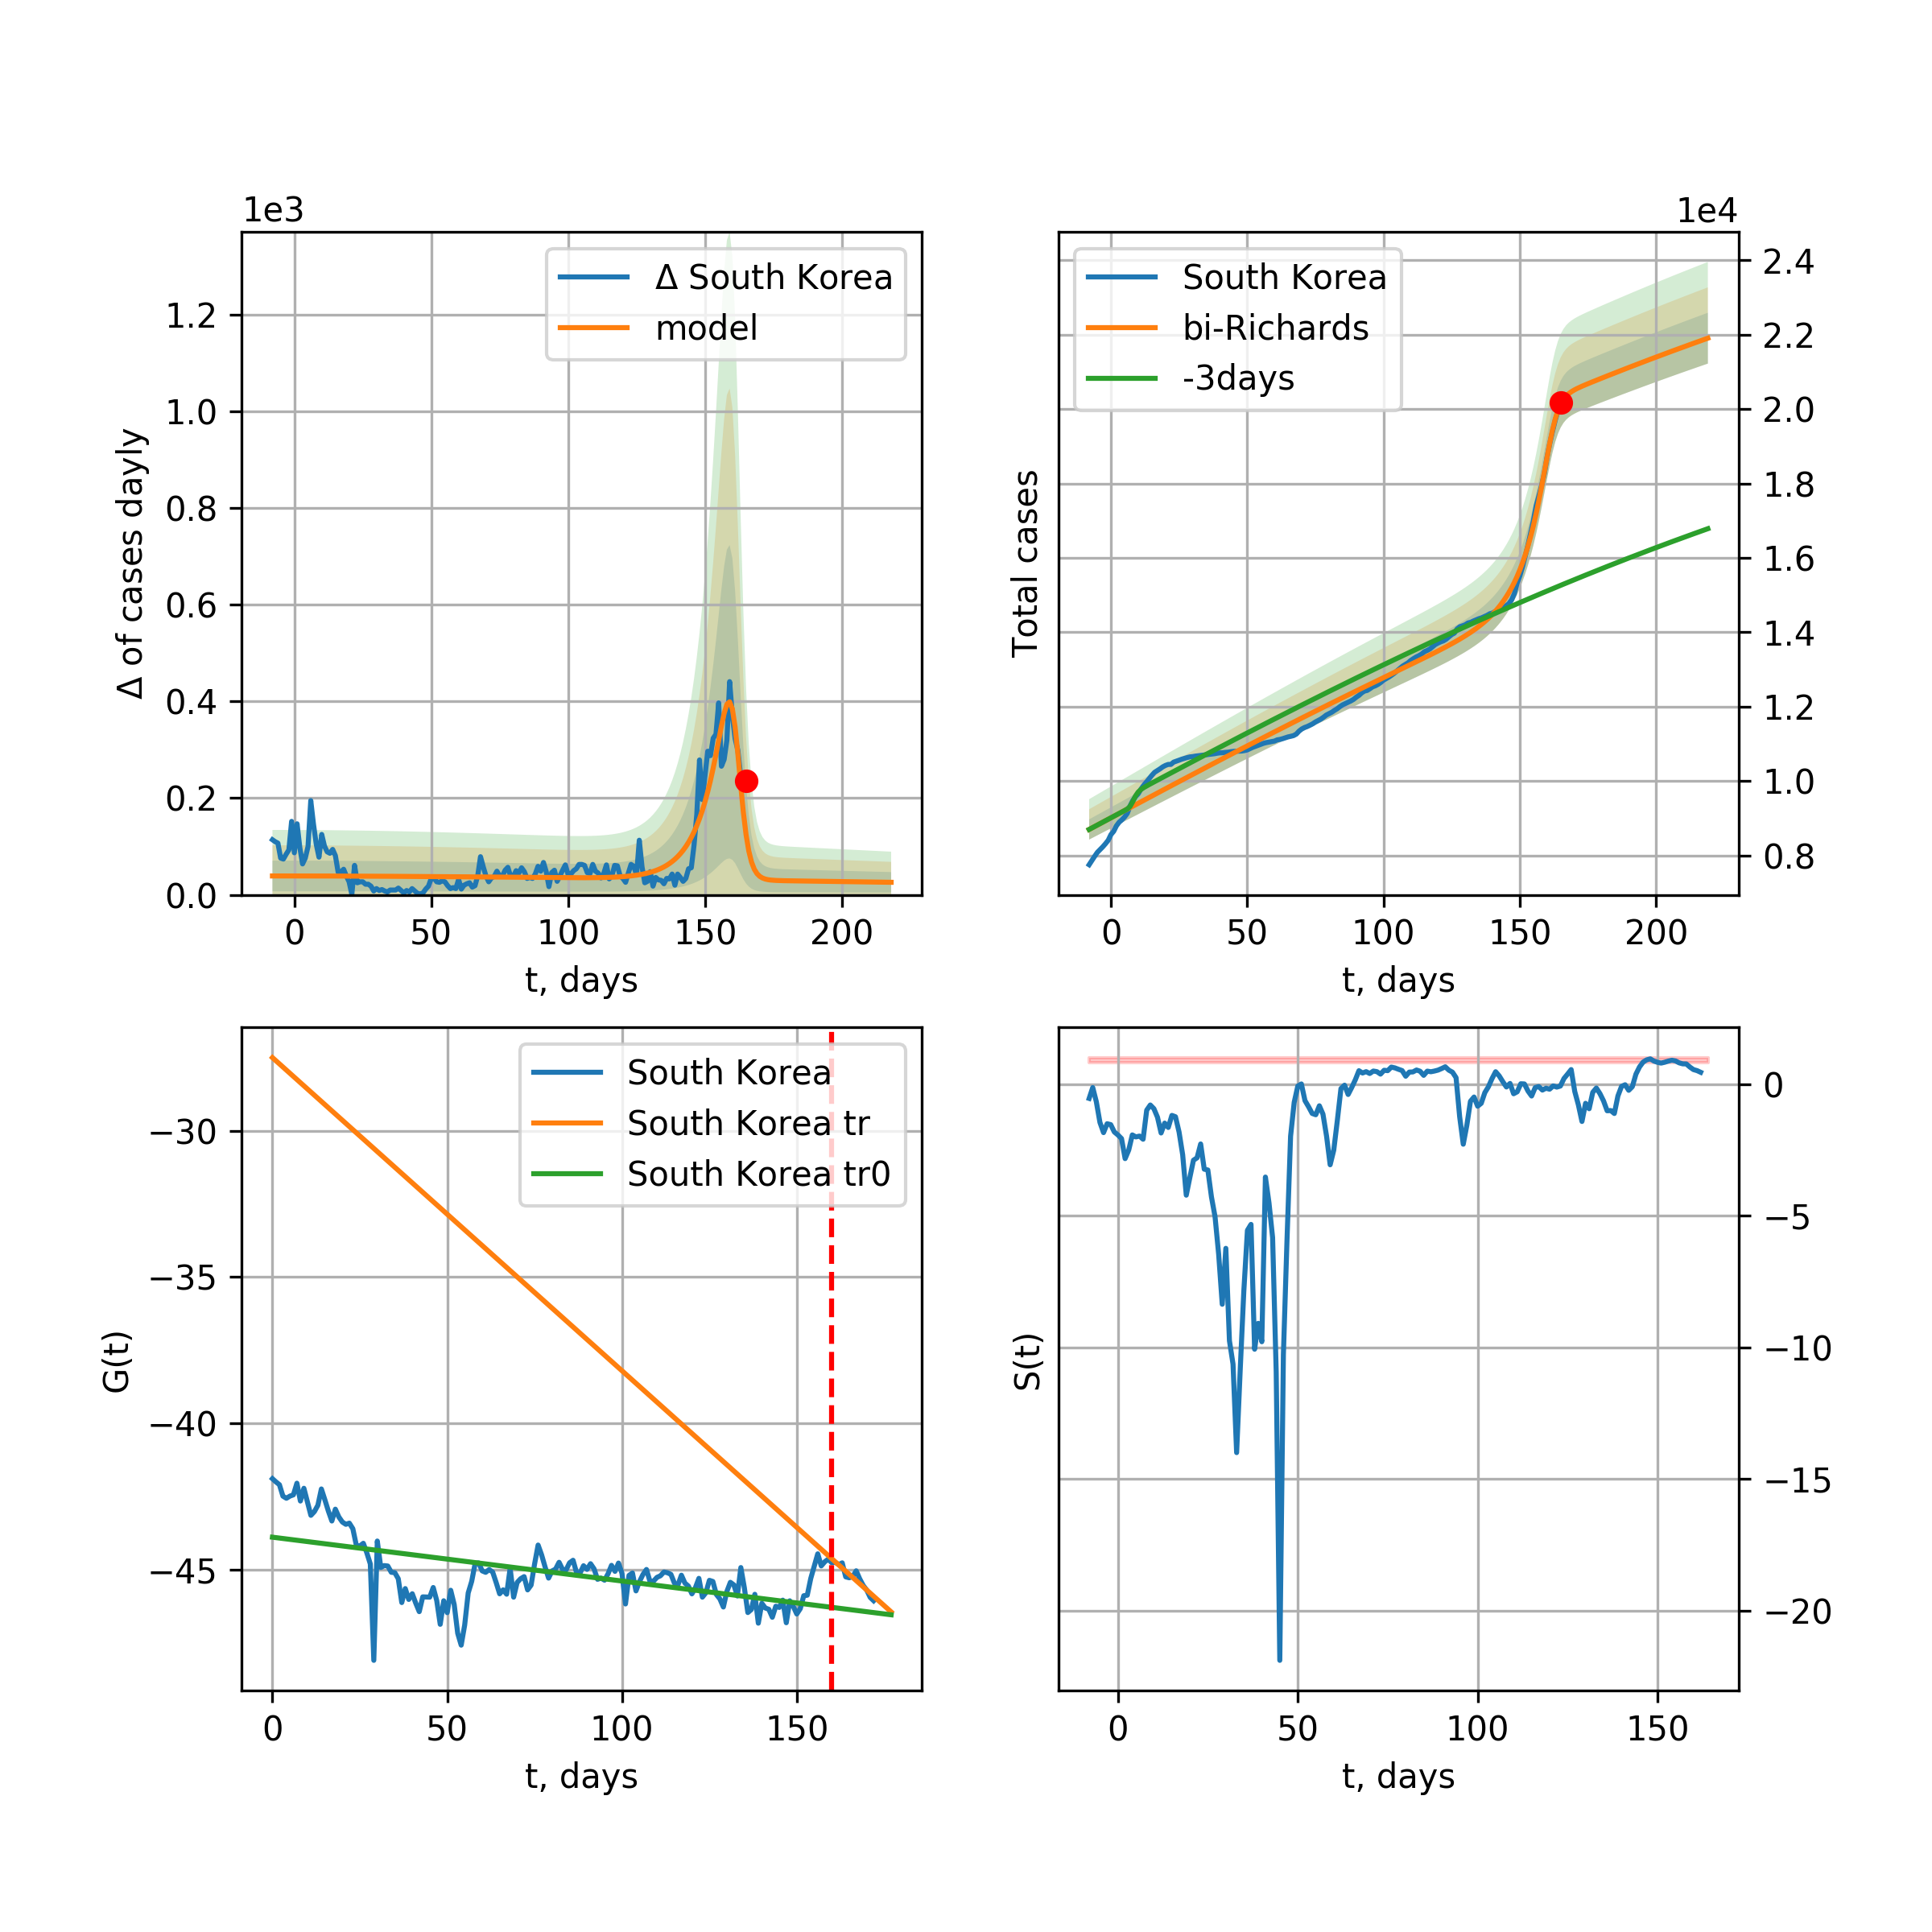 1e3
Δ of cases dayly
1.2
1.0
0.8
0.6
0.4
0.2
0.0
Δ South Korea
model
0 50 100 150 200
t, days
1e4
Total cases
South Korea
bi-Richards
-3days
2.4
2.2
2.0
1.8
1.6
1.4
1.2
1.0
0.8
0 50 100 150 200
t, days
G(t)
−30
−35
−40
−45
South Korea
South Korea tr
South Korea tr0
0 50 100 150
t, days
S(t)
0
−5
−10
−15
−20
0 50 100 150
t, days